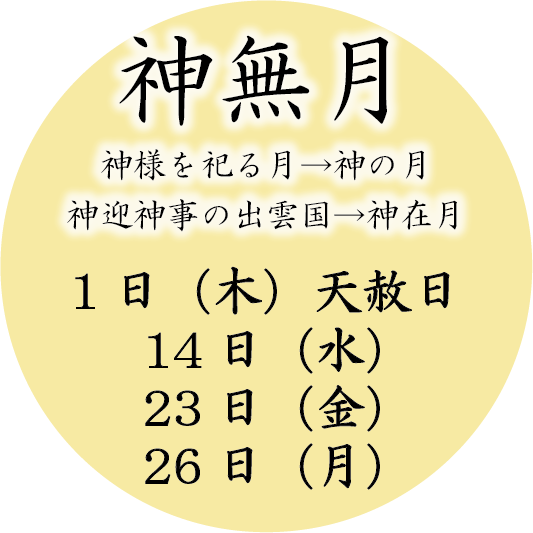 神無月
神様を祀る月→神の月
神迎神事の出雲国→神在月
1日（木）天赦日
14日（水）
23日（金）
26日（月）